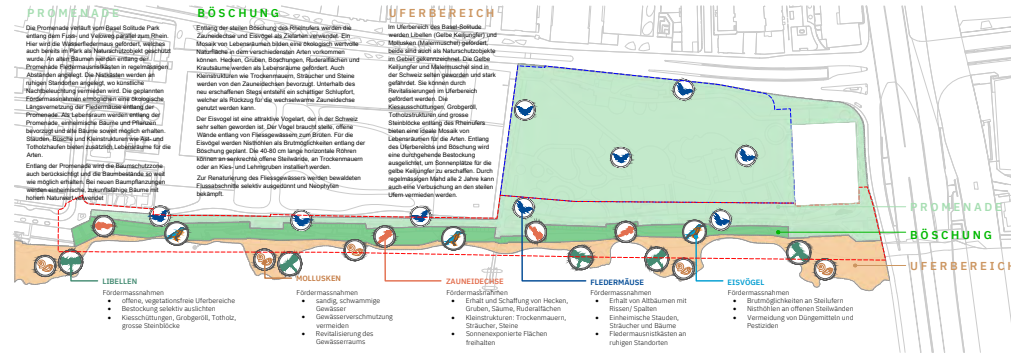 PROMENADE
Die Promenade verläuft vom Basel Solitude Park
entlang dem Fuss- und Veloweg parallel zum Rhein.
Hier wird die Wasserfledermaus gefördert, welches
auch bereits im Park als Naturschutzobjekt geschützt
wurde. An alten Bäumen werden entlang der
Promenade Fledermausnistkästen in regelmässigen
Abständen angelegt. Die Nistkästen werden an
ruhigen Standorten angelegt, wo künstliche
Nachtbeleuchtung vermieden wird. Die geplanten
Fördermassnahmen ermöglichen eine ökologische
Längsvernetzung der Fledermäuse entlang der
Promenade. Als Lebensraum werden entlang der
Promenade, einheimische Bäume und Pflanzen
bevorzugt und alte Bäume soweit möglich erhalten.
Stauden, Büsche und Kleinstrukturen wie Ast- und
Totholzhaufen bieten zusätzlich Lebensräume für die
Arten.
Entlang der Promenade wird die Baumschutzzone
auch berücksichtigt und die Baumbestände so weit
wie möglich erhalten. Bei neuen Baumpflanzungen
werden einheimische, zukunftsfähige Bäume mit
hohem Naturwert verwendet
BÖSCHUNG
Entlang der steilen Böschung des Rheinufers werden die
Zauneidechse und Eisvögel als Zielarten verwendet. Ein
Mosaik von Lebensräumen bilden eine ökologisch wertvolle
Naturfläche in dem verschiedensten Arten vorkommen
können. Hecken, Gruben, Böschungen, Ruderalflächen und
Krautsäume werden als Lebensräume gefördert. Auch
Kleinstrukturen wie Trockenmauern, Sträucher und Steine
werden von den Zauneidechsen bevorzugt. Unterhalb des
neu erschaffenen Stegs entsteht ein schattiger Schlupfort,
welcher als Rückzug für die wechselwarme Zauneidechse
genutzt werden kann.
Der Eisvogel ist eine attraktive Vogelart, der in der Schweiz
sehr selten geworden ist. Der Vogel braucht steile, offene
Wände entlang von Fliessgewässern zum Bruten. Für die
Eisvögel werden Nisthöhlen als Brutmöglichkeiten entlang der
Böschung geplant. Die 40-80 cm lange horizontale Röhren
können an senkrechte offene Steilwände, an Trockenmauern
oder an Kies- und Lehmgruben installiert werden.
Zur Renaturierung des Fliessgewässers werden bewaldeten
Flussabschnitte selektiv ausgedünnt und Neophyten
bekämpft.
UFERBEREICH
Im Uferbereich des Basel-Solitude
werden Libellen (Gelbe Keiljungfer) und
Mollusken (Malermuschel) gefördert,
beide sind auch als Naturschutzobjekte
im Gebiet gekennzeichnet. Die Gelbe
Keiljungfer und Malermuschel sind in
der Schweiz selten geworden und stark
gefährdet. Sie können durch
Revitalisierungen im Uferbereich
gefördert werden. Die
Kiesausschüttungen, Grobgeröll,
Totholzstrukturen und grosse
Steinblöcke entlang des Rheinufers
bieten eine ideale Mosaik von
Lebensräumen für die Arten. Entlang
des Uferbereichts und Böschung wird
eine durchgehende Bestockung
ausgelichtet, um Sonnenplätze für die
gelbe Keiljungfer zu erschaffen. Durch
regelmässigen Mahd alle 2 Jahre kann
auch eine Verbuschung an den steilen
Ufern vermieden werden.
PROMENADE
BÖSCHUNG
UFERBEREICH
LIBELLEN
Fördermassnahmen
• offene, vegetationsfreie Uferbereiche
• Bestockung selektiv auslichten
• Kiesschüttungen, Grobgeröll, Totholz,
grosse Steinblöcke
MOLLUSKEN
Fördermassnahmen
• sandig, schwammige
Gewässer
• Gewässerverschmutzung
vermeiden
• Revitalisierung des
Gewässerraums
ZAUNEIDECHSE
Fördermassnahmen
• Erhalt und Schaffung von Hecken,
Gruben, Säume, Ruderalflächen
• Kleinstrukturen: Trockenmauern,
Sträucher, Steine
• Sonnenexponierte Flächen
freihalten
FLEDERMÄUSE
Fördermassnahmen
• Erhalt von Altbäumen mit
Rissen/ Spalten
• Einheimische Stauden,
Sträucher und Bäume
• Fledermausnistkästen an
ruhigen Standorten
EISVÖGEL
Fördermassnahmen
• Brutmöglichkeiten an Steilufern
• Nisthöhlen an offenen Steilwänden
• Vermeidung von Düngemitteln und
Pestiziden